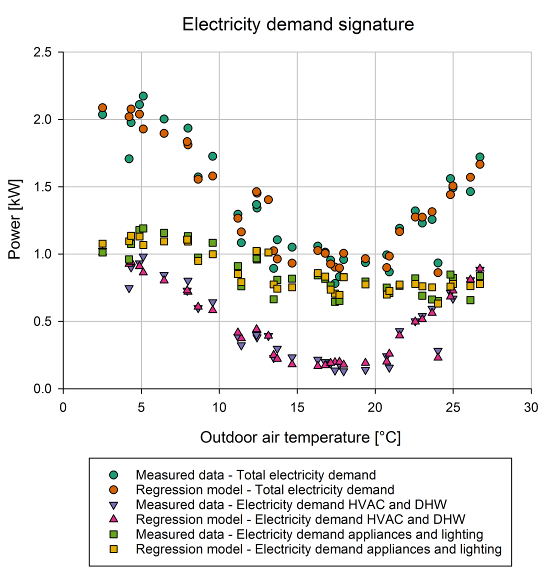 Electricity demand signature
2.5
2.0
1.5
1.0
0.5
0.0
Power [kW]
0 5 10 15 20 25 30
Outdoor air temperature [°C]
Measured data - Total electricity demand
Regression model - Total electricity demand
Measured data - Electricity demand HVAC and DHW
Regression model - Electricity demand HVAC and DHW
Measured data - Electricity demand appliances and lighting
Regression model - Electricity demand appliances and lighting